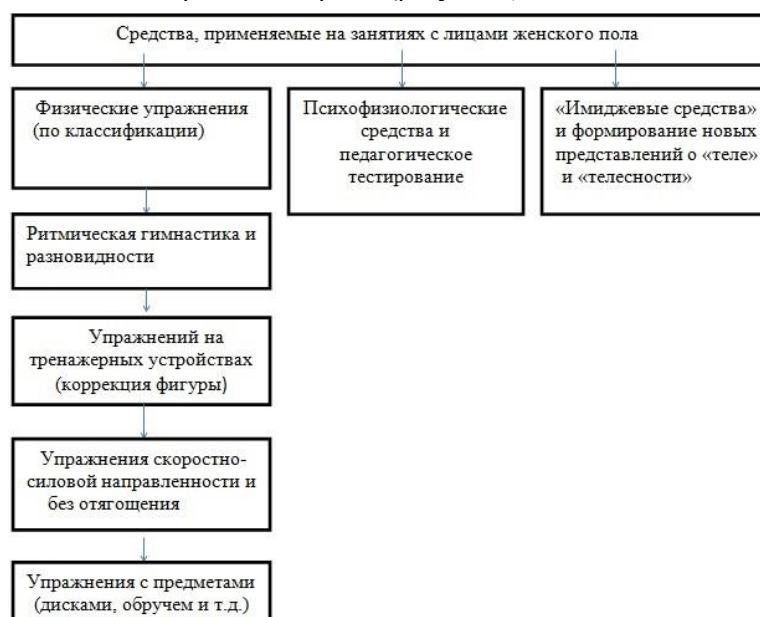 Средства, применяемые на занятиях с лицами женского пола
Физические упражнения
(по классификации)
Психофизиологические
средства и
педагогическое
тестирование
«Имиджевые средства»
и формирование новых
представлений о «теле»
и «телесности»
Ритмическая гимнастика и
разновидности
Упражнений на
тренажерных устройствах
(коррекция фигуры)
Упражнения скоростно-
силовой направленности и
без отягощения
Упражнения с предметами
(дисками, обручем и т.д.)